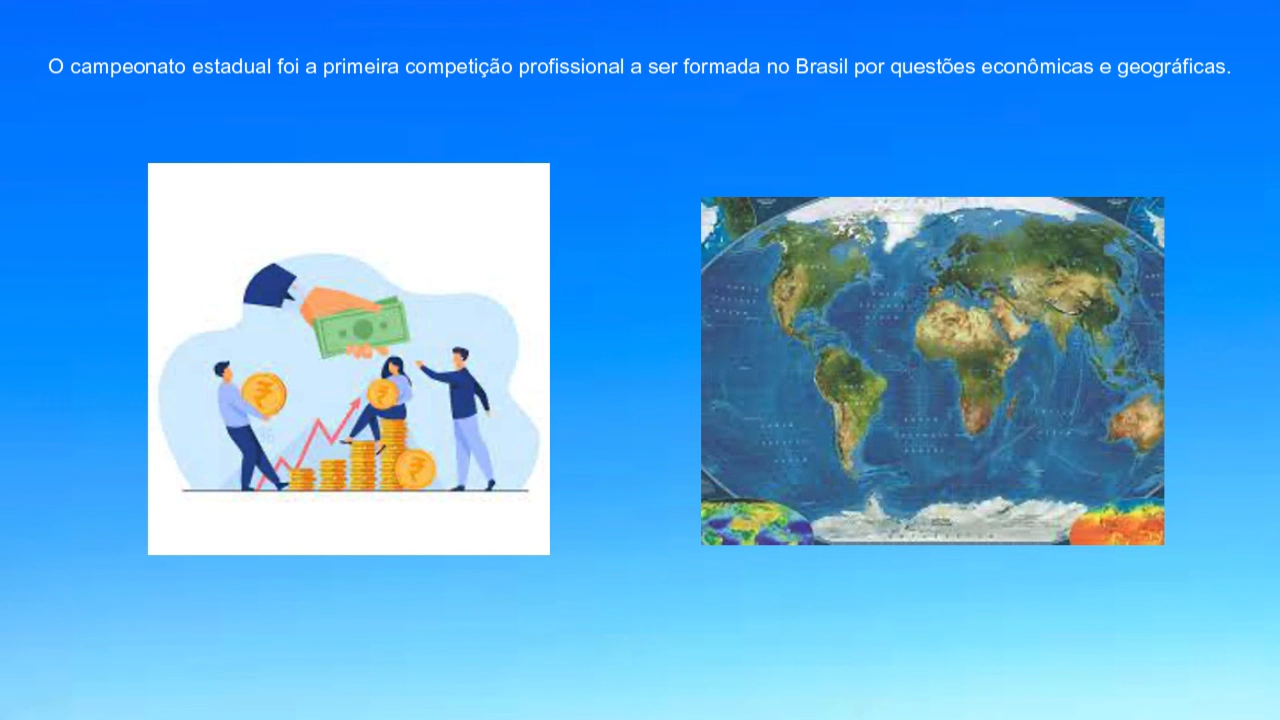 O campeonato estadual foi a primeira competição profissional a ser formada no Brasil por questões econômicas e geográficas.